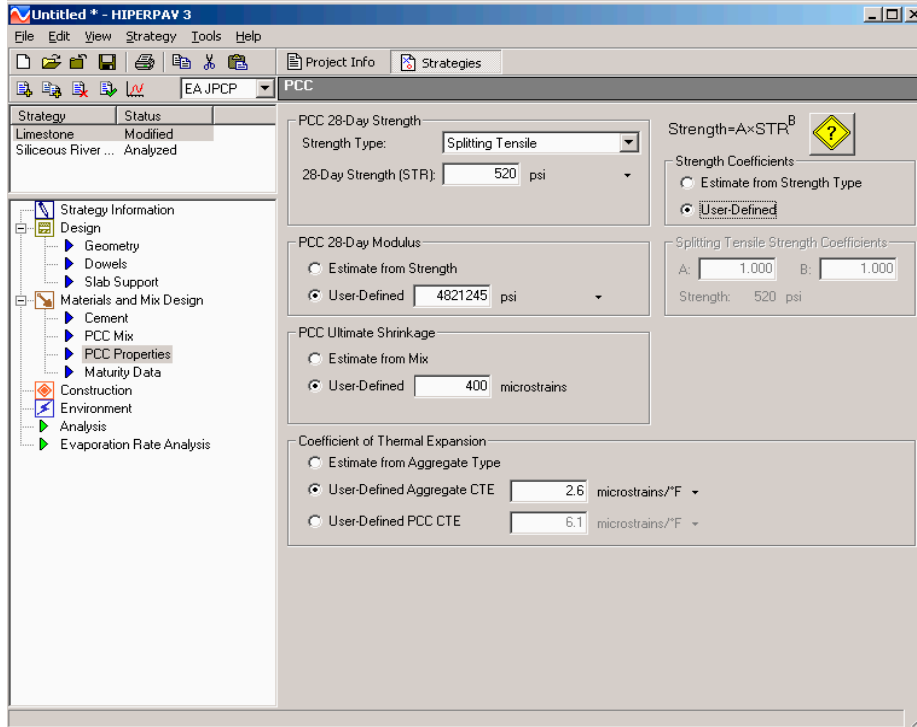 Untitled * - HIPERPAV 3
File Edit View Strategy Tools Help
Project Info Strategies
EA JPCP PCC
Strategy Status
Limestone Modified
Siliceous River ... Analyzed
Strategy Information
Design
Geometry
Dowels
Slab Support
Materials and Mix Design
Cement
PCC Mix
PCC Properties
Maturity Data
Construction
Environment
Analysis
Evaporation Rate Analysis
PCC 28-Day Strength
Strength Type: Splitting Tensile
28-Day Strength (STR): 520 psi
Strength=A×STR^B ?
Strength Coefficients
Estimate from Strength Type
User-Defined
PCC 28-Day Modulus
Estimate from Strength
User-Defined 4821245 psi
Splitting Tensile Strength Coefficients
A: 1.000 B: 1.000
Strength: 520 psi
PCC Ultimate Shrinkage
Estimate from Mix
User-Defined 400 microstrains
Coefficient of Thermal Expansion
Estimate from Aggregate Type
User-Defined Aggregate CTE 2.6 microstrains/°F
User-Defined PCC CTE 6.1 microstrains/°F